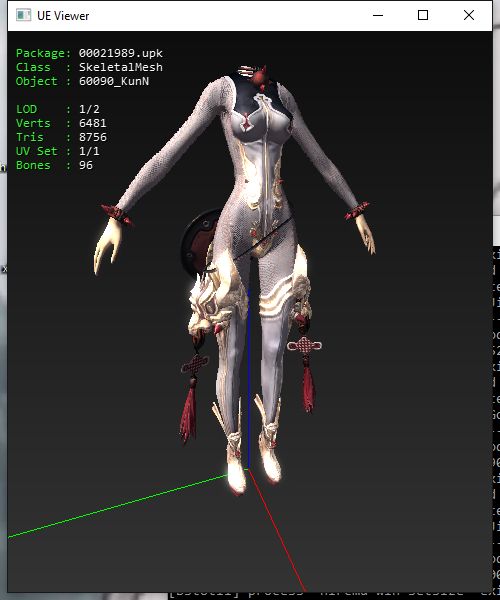 UE Viewer
Package: 00021989.upk
Class : SkeletalMesh
Object : 60090_KunN
LOD : 1/2
Verts : 6481
Tris : 8756
UV Set : 1/1
Bones : 96